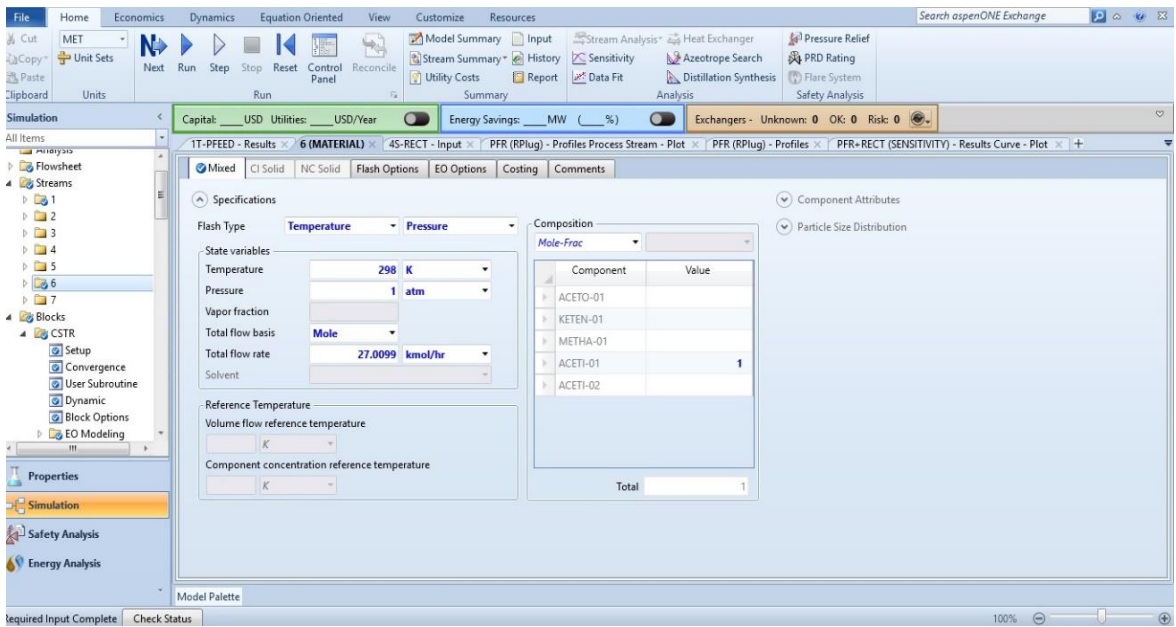 File Home Economics Dynamics Equation Oriented View Customize Resources Search aspenONE Exchange
Cut MET Model Summary Input Stream Analysis Heat Exchanger Pressure Relief
Copy Unit Sets Stream Summary History Sensitivity Azeotrope Search PRD Rating
Paste Next Run Step Stop Reset Control Panel Reconcile Utility Costs Report Data Fit Distillation Synthesis Flare System
Clipboard Units Run Summary Analysis Safety Analysis
Simulation Capital: ____USD Utilities: ____USD/Year Energy Savings: ____MW (____%) Exchangers - Unknown: 0 OK: 0 Risk: 0
All Items 1T-PFEED - Results 6 (MATERIAL) 4S-RECT - Input PFR (RPlug) - Profiles Process Stream - Plot PFR (RPlug) - Profiles PFR+RECT (SENSITIVITY) - Results Curve - Plot +
Analysis
Flowsheet
Streams
1
2
3
4
5
6
7
Blocks
CSTR
Setup
Convergence
User Subroutine
Dynamic
Block Options
EO Modeling
Properties
Simulation
Safety Analysis
Energy Analysis
Mixed CI Solid NC Solid Flash Options EO Options Costing Comments
Specifications
Flash Type Temperature Pressure
State variables
Temperature 298 K
Pressure 1 atm
Vapor fraction
Total flow basis Mole
Total flow rate 27.0099 kmol/hr
Solvent
Reference Temperature
Volume flow reference temperature
K
Component concentration reference temperature
K
Composition
Mole-Frac
Component Value
ACETO-01
KETEN-01
METHA-01
ACETI-01 1
ACETI-02
Total 1
Component Attributes
Particle Size Distribution
Model Palette
Required Input Complete Check Status 100%